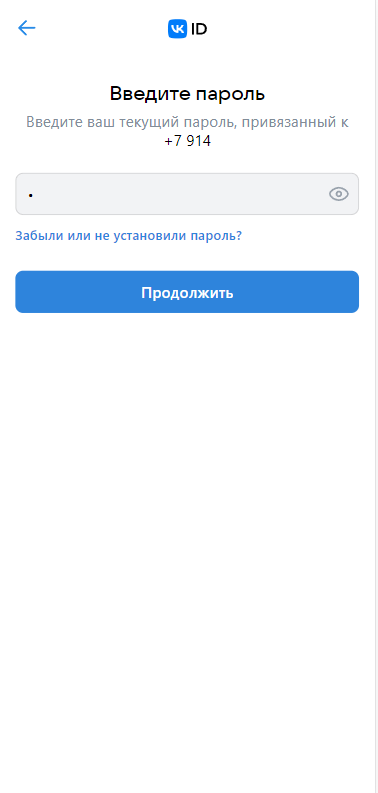 VK ID
Введите пароль
Введите ваш текущий пароль, привязанный к
+7 914
Забыли или не установили пароль?
Продолжить